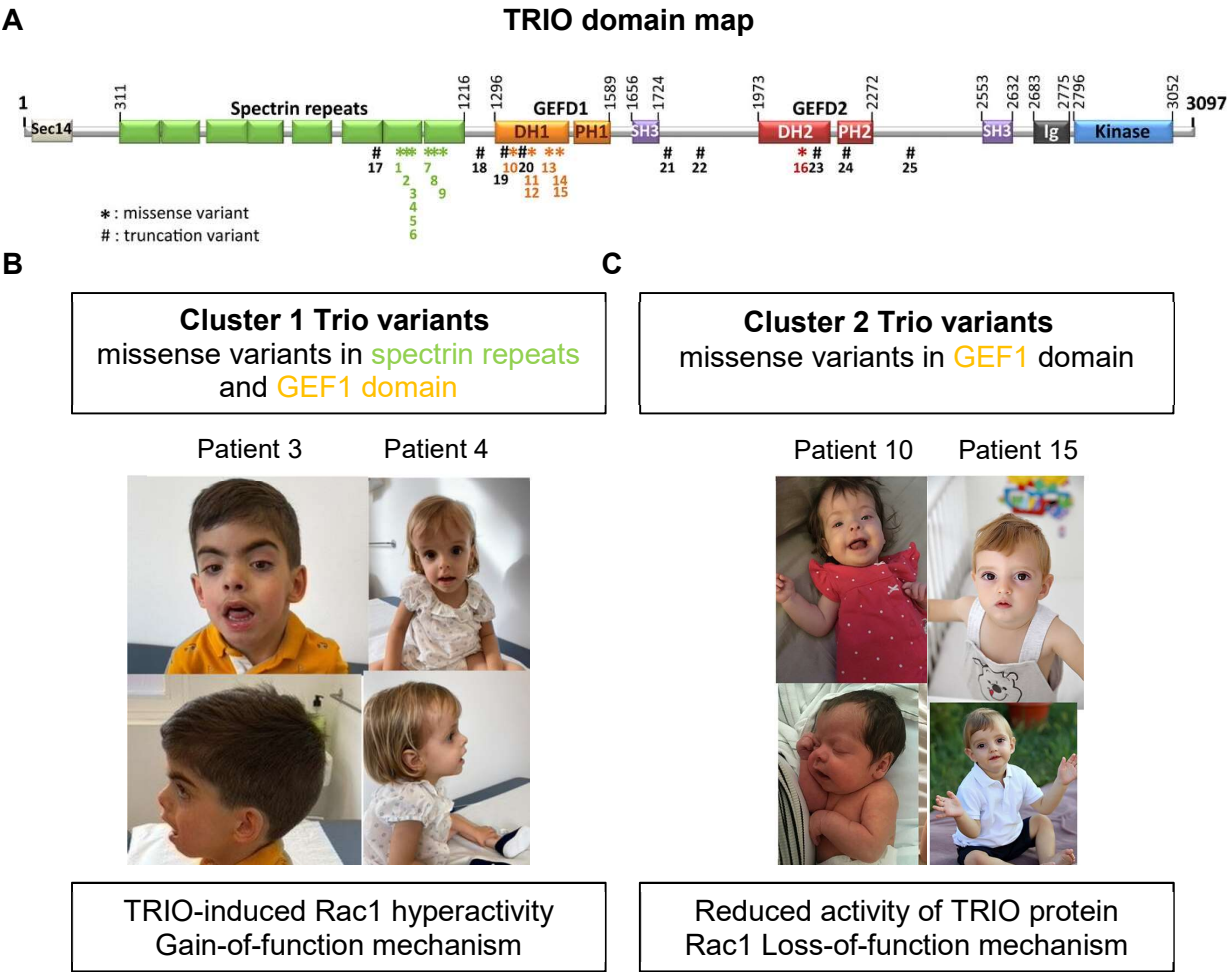 A
TRIO domain map
1
311
Spectrin repeats
1216
1296
GEFD1
1589
1656
1724
1973
GEFD2
2272
2553
2632
2683
2775
2796
3052
3097
Sec14
DH1
PH1
SH3
DH2
PH2
SH3
Ig
Kinase
# *** *** # # * # * * * # # * # # #
17 1 7 18 10 20 13 21 22 16 23 24 25
2 8 19 11 14
3 9 12 15
4
5
6
* : missense variant
# : truncation variant
B
Cluster 1 Trio variants
missense variants in spectrin repeats
and GEF1 domain
Patient 3 Patient 4
TRIO-induced Rac1 hyperactivity
Gain-of-function mechanism
C
Cluster 2 Trio variants
missense variants in GEF1 domain
Patient 10 Patient 15
Reduced activity of TRIO protein
Rac1 Loss-of-function mechanism